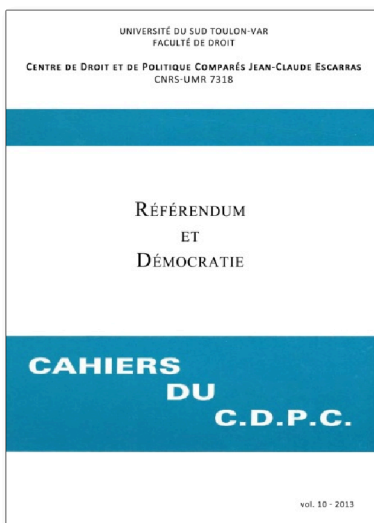 UNIVERSITÉ DU SUD TOULON-VAR
FACULTÉ DE DROIT
CENTRE DE DROIT ET DE POLITIQUE COMPARÉS JEAN-CLAUDE ESCARRAS
CNRS-UMR 7318
RÉFÉRENDUM
ET
DÉMOCRATIE
CAHIERS
DU
C.D.P.C.
vol. 10 - 2013